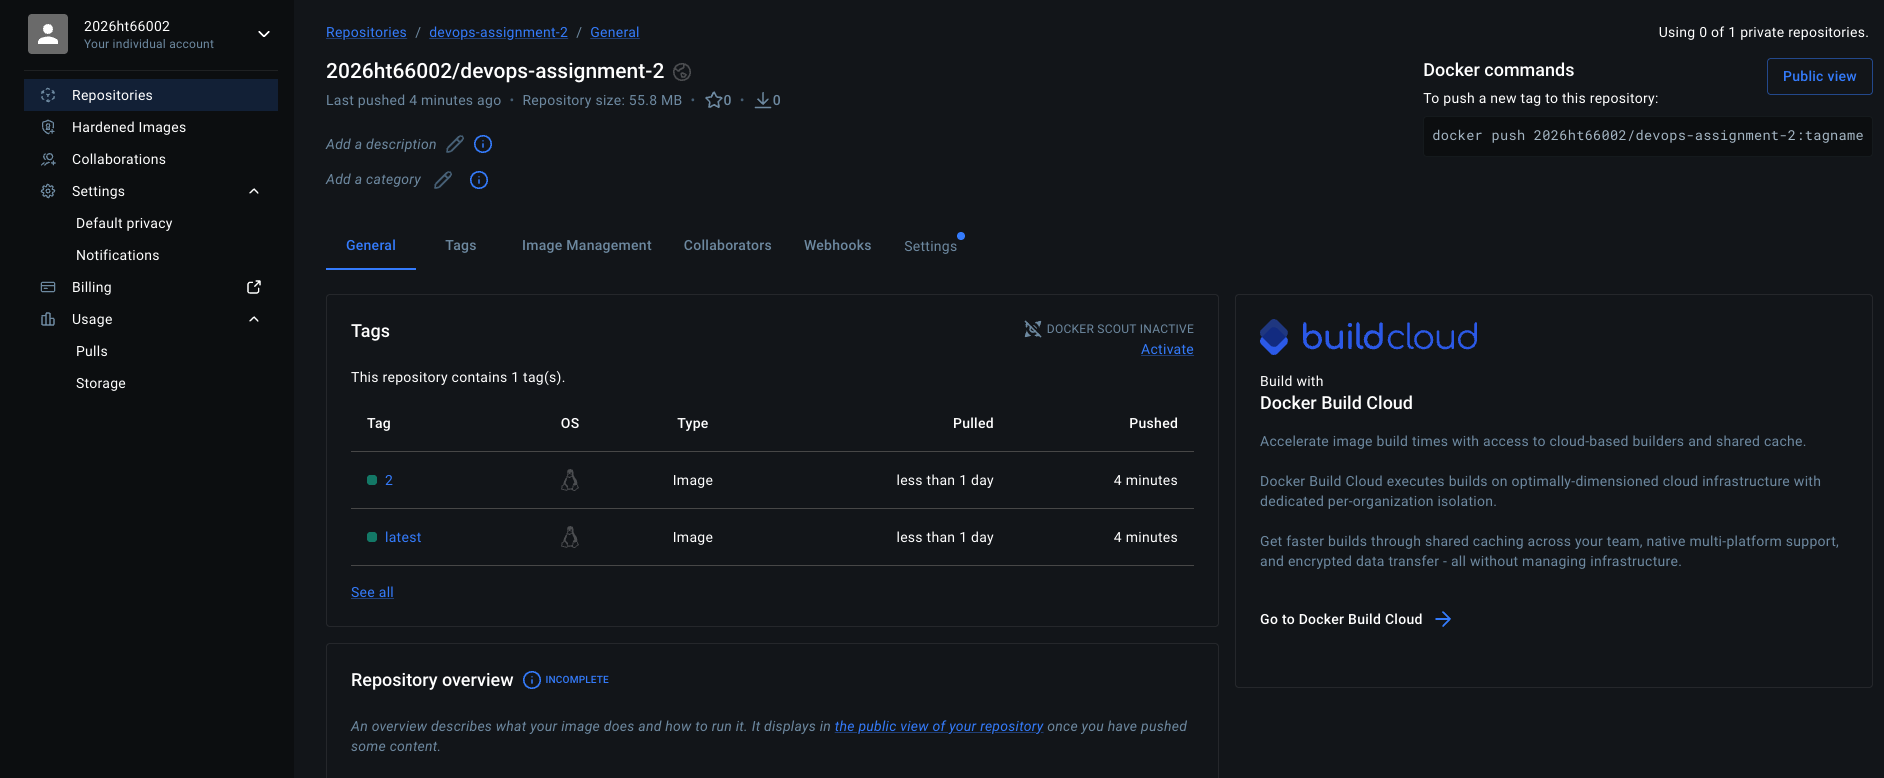 2026ht66002
Your individual account
Repositories
Hardened Images
Collaborations
Settings
Default privacy
Notifications
Billing
Usage
Pulls
Storage
Repositories / devops-assignment-2 / General
Using 0 of 1 private repositories.
2026ht66002/devops-assignment-2
Last pushed 4 minutes ago · Repository size: 55.8 MB · 0 · 0
Add a description
Add a category
Docker commands
Public view
To push a new tag to this repository:
docker push 2026ht66002/devops-assignment-2:tagname
General Tags Image Management Collaborators Webhooks Settings
Tags
DOCKER SCOUT INACTIVE
Activate
This repository contains 1 tag(s).
Tag OS Type Pulled Pushed
2 Image less than 1 day 4 minutes
latest Image less than 1 day 4 minutes
See all
Repository overview INCOMPLETE
An overview describes what your image does and how to run it. It displays in the public view of your repository once you have pushed
some content.
buildcloud
Build with
Docker Build Cloud
Accelerate image build times with access to cloud-based builders and shared cache.
Docker Build Cloud executes builds on optimally-dimensioned cloud infrastructure with
dedicated per-organization isolation.
Get faster builds through shared caching across your team, native multi-platform support,
and encrypted data transfer - all without managing infrastructure.
Go to Docker Build Cloud